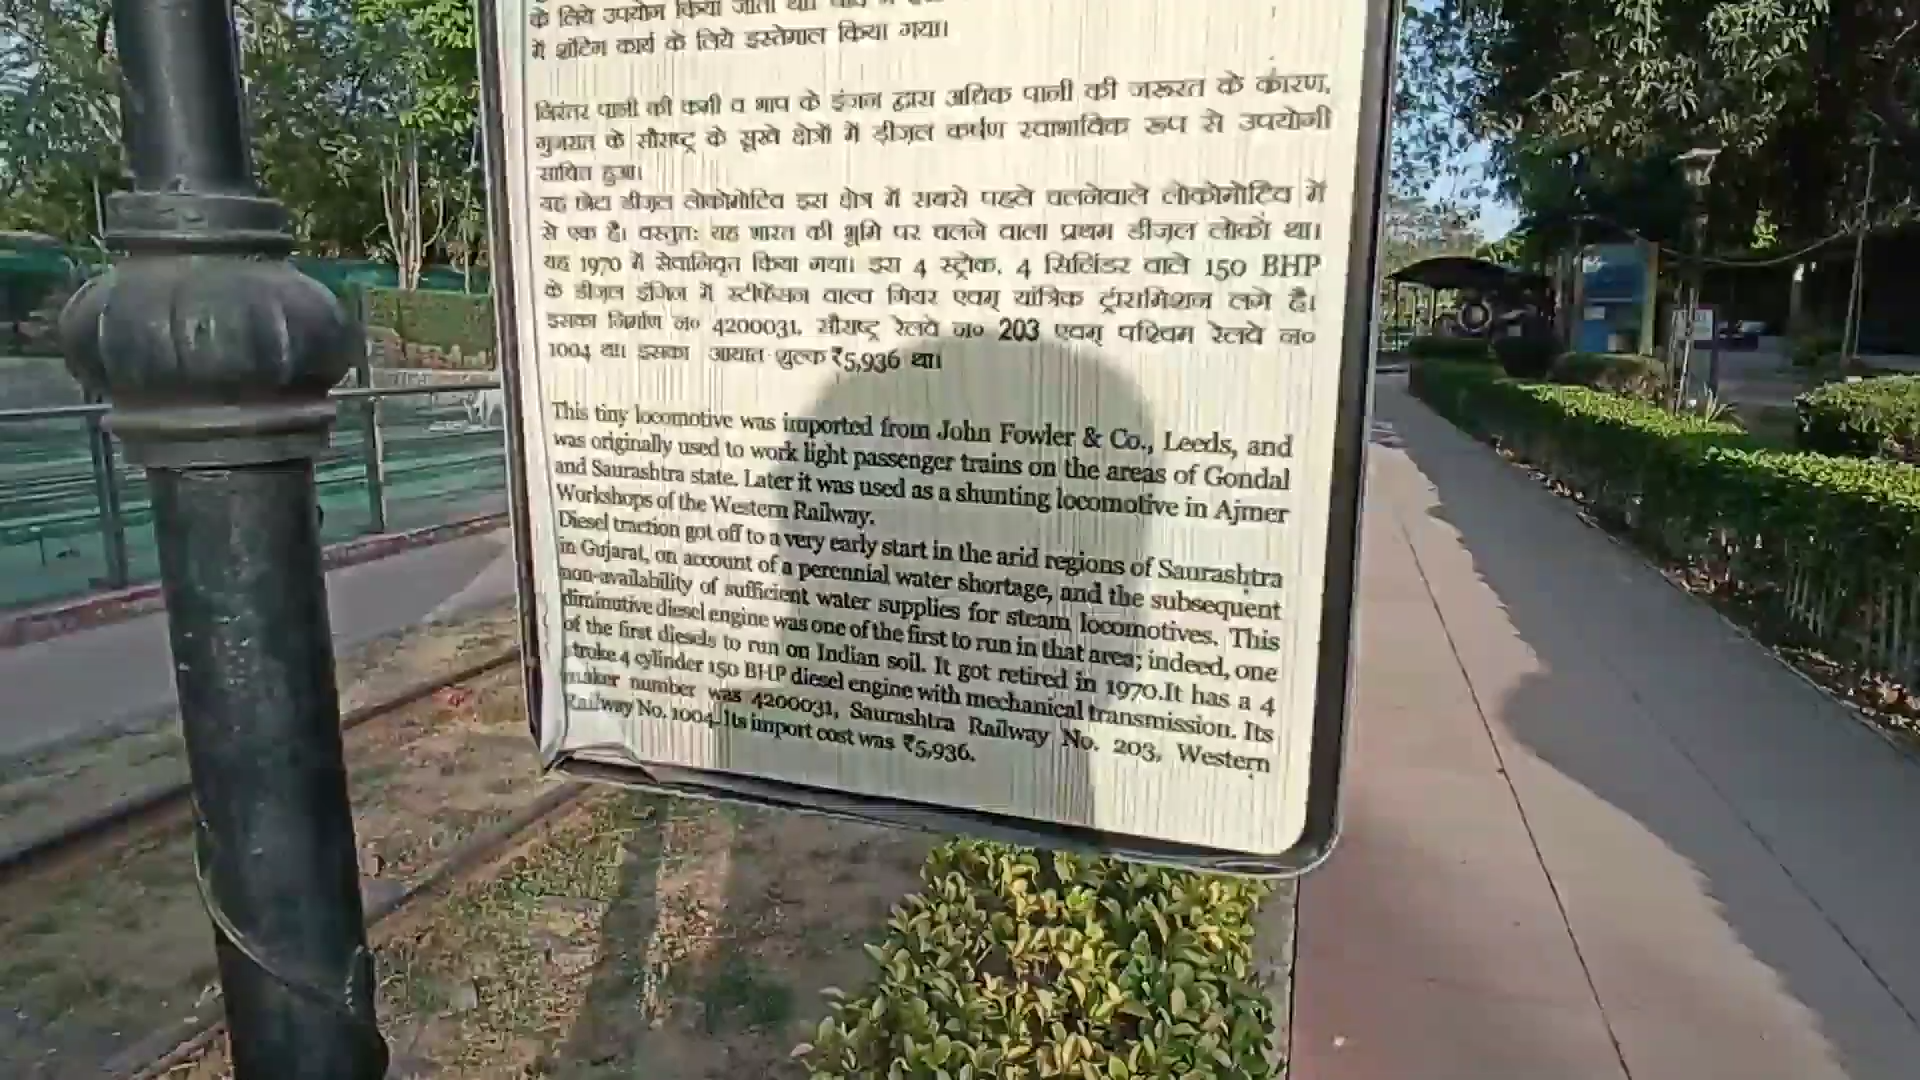 के लिये उपयोग किया जाता था।
में शंटिंग कार्य के लिये इस्तेमाल किया गया।
निरंतर पानी की कमी व भाप के इंजन द्वारा अधिक पानी की जरूरत के कारण,
गुजरात के सौराष्ट्र के सूखे क्षेत्रों में डीज़ल कर्षण स्वाभाविक रूप से उपयोगी
साबित हुआ।
यह छोटा डीज़ल लोकोमोटिव इस क्षेत्र में सबसे पहले चलनेवाले लोकोमोटिव में
से एक है। वस्तुतः यह भारत की भूमि पर चलने वाला प्रथम डीज़ल लोको था।
यह 1970 में सेवानिवृत किया गया। इस 4 स्ट्रोक, 4 सिलिंडर वाले 150 BHP
के डीज़ल इंजिन में स्टीफेंसन वाल्व गियर एवम् यांत्रिक ट्रांसमिशन लगे है।
इसका निर्माण नं० 4200031, सौराष्ट्र रेलवे नं० 203 एवम् पश्चिम रेलवे नं०
1004 था। इसका आयात शुल्क ₹5,936 था।
This tiny locomotive was imported from John Fowler & Co., Leeds, and
was originally used to work light passenger trains on the areas of Gondal
and Saurashtra state. Later it was used as a shunting locomotive in Ajmer
Workshops of the Western Railway.
Diesel traction got off to a very early start in the arid regions of Saurashtra
in Gujarat, on account of a perennial water shortage, and the subsequent
non-availability of sufficient water supplies for steam locomotives. This
diminutive diesel engine was one of the first to run in that area; indeed, one
of the first diesels to run on Indian soil. It got retired in 1970.It has a 4
stroke 4 cylinder 150 BHP diesel engine with mechanical transmission. Its
maker number was 4200031, Saurashtra Railway No. 203, Western
Railway No. 1004. Its import cost was ₹5,936.